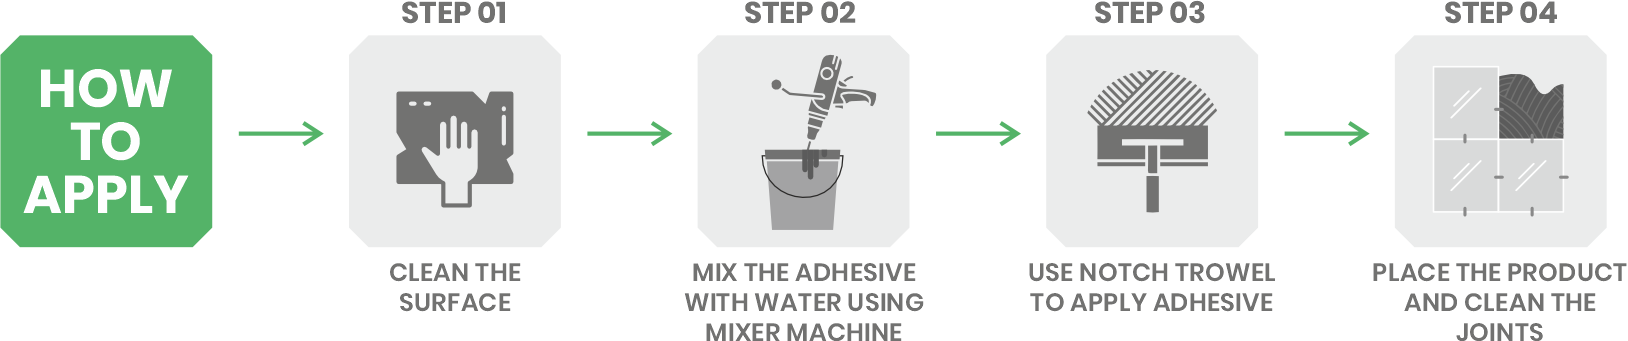 HOW
TO
APPLY
STEP 01
CLEAN THE
SURFACE
STEP 02
MIX THE ADHESIVE
WITH WATER USING
MIXER MACHINE
STEP 03
USE NOTCH TROWEL
TO APPLY ADHESIVE
STEP 04
PLACE THE PRODUCT
AND CLEAN THE
JOINTS